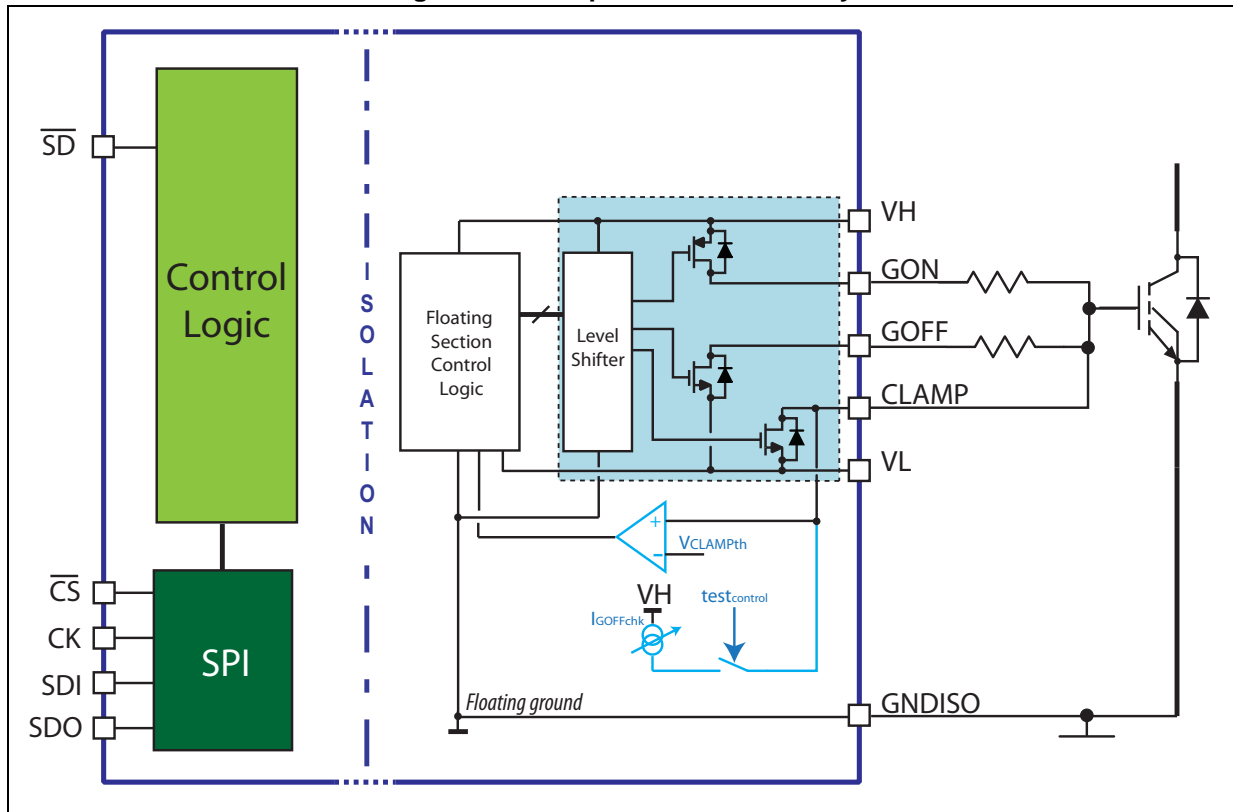 SD
Control
Logic
ISOLATION
Floating
Section
Control
Logic
Level
Shifter
VH
GON
GOFF
CLAMP
VL
VCLAMPth
VH
IGOFFchk
testcontrol
CS
CK
SDI
SDO
SPI
Floating ground
GNDISO